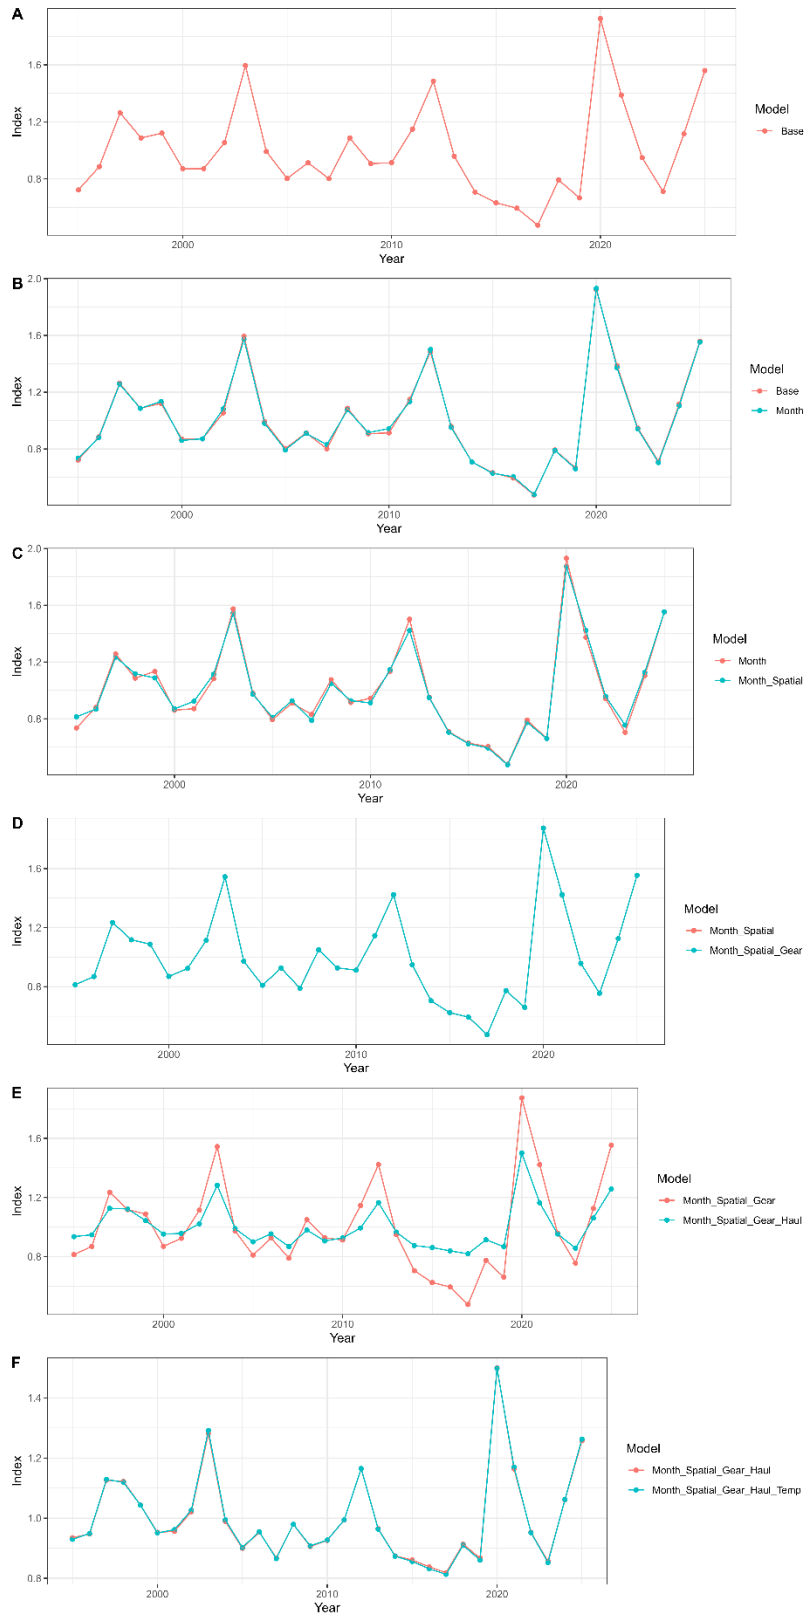 A
1.6
1.2
0.8
Index
2000
2010
2020
Year
Model
Base
B
2.0
1.6
1.2
0.8
Index
2000
2010
2020
Year
Model
Base
Month
C
2.0
1.6
1.2
0.8
Index
2000
2010
2020
Year
Model
Month
Month_Spatial
D
1.6
1.2
0.8
Index
2000
2010
2020
Year
Model
Month_Spatial
Month_Spatial_Gear
E
1.6
1.2
0.8
Index
2000
2010
2020
Year
Model
Month_Spatial_Gear
Month_Spatial_Gear_Haul
F
1.4
1.2
1.0
0.8
Index
2000
2010
2020
Year
Model
Month_Spatial_Gear_Haul
Month_Spatial_Gear_Haul_Temp